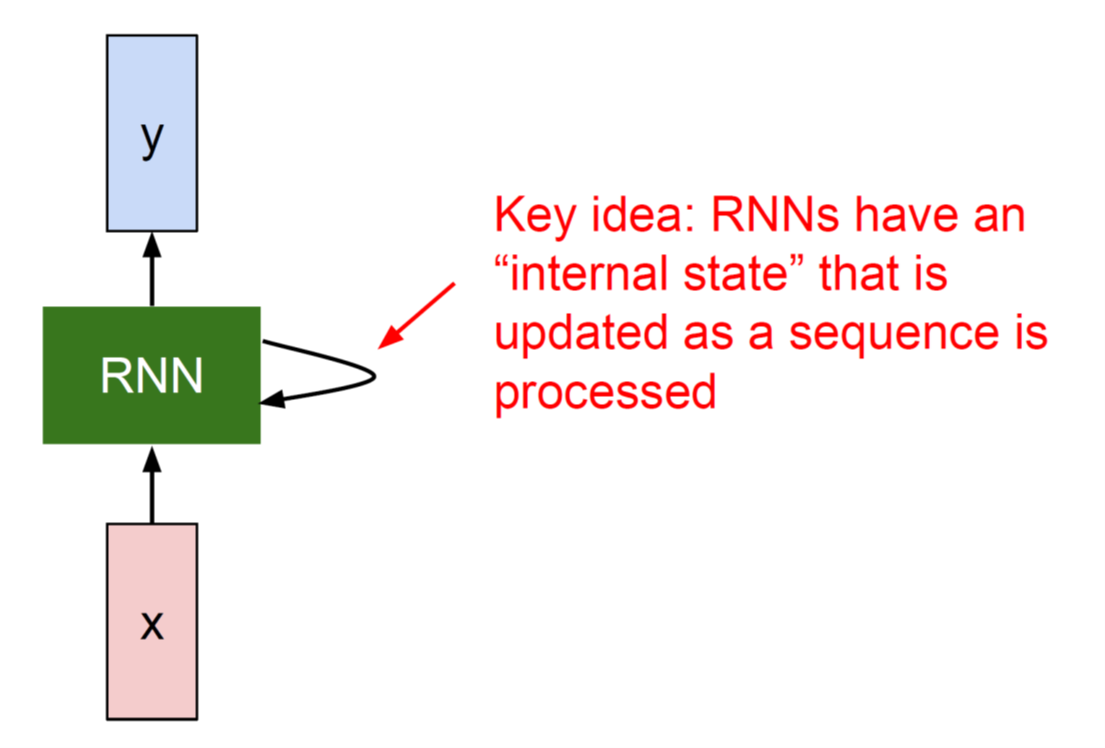 y
Key idea: RNNs have an
“internal state” that is
updated as a sequence is
processed
RNN
x